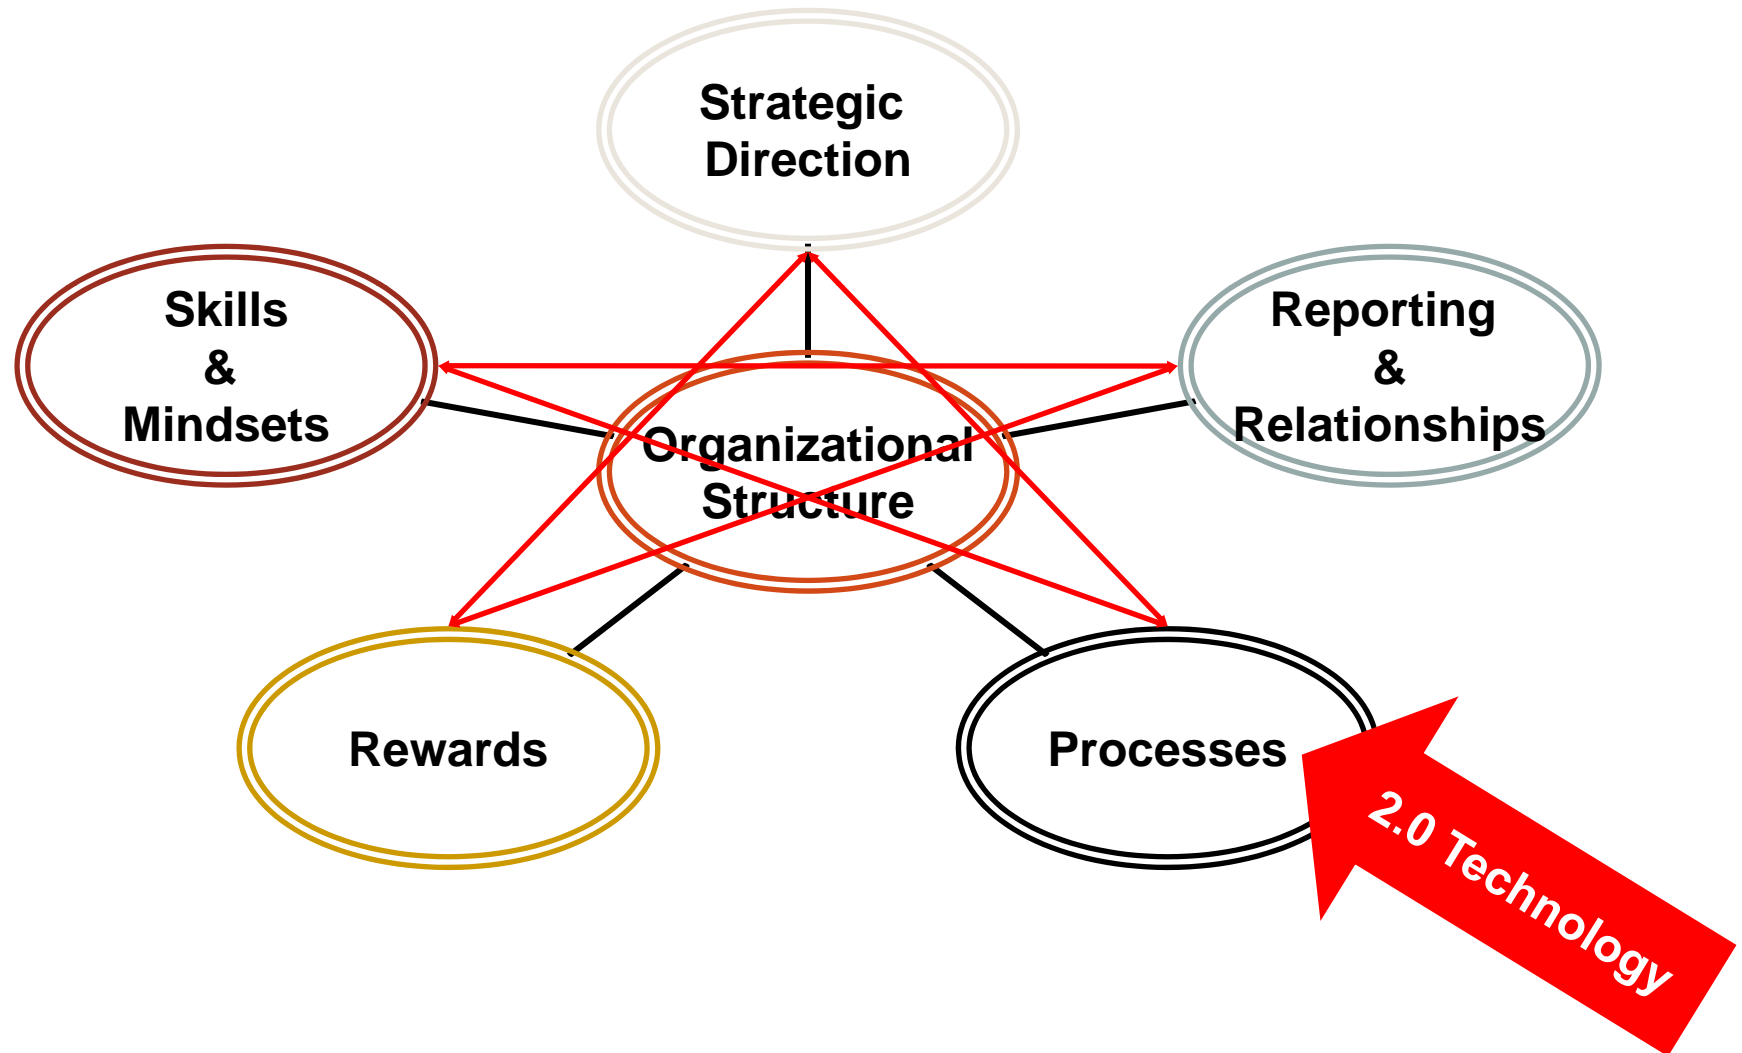 Strategic
Direction
Skills
&
Mindsets
Reporting
&
Relationships
Organizational
Structure
Rewards
Processes
2.0 Technology